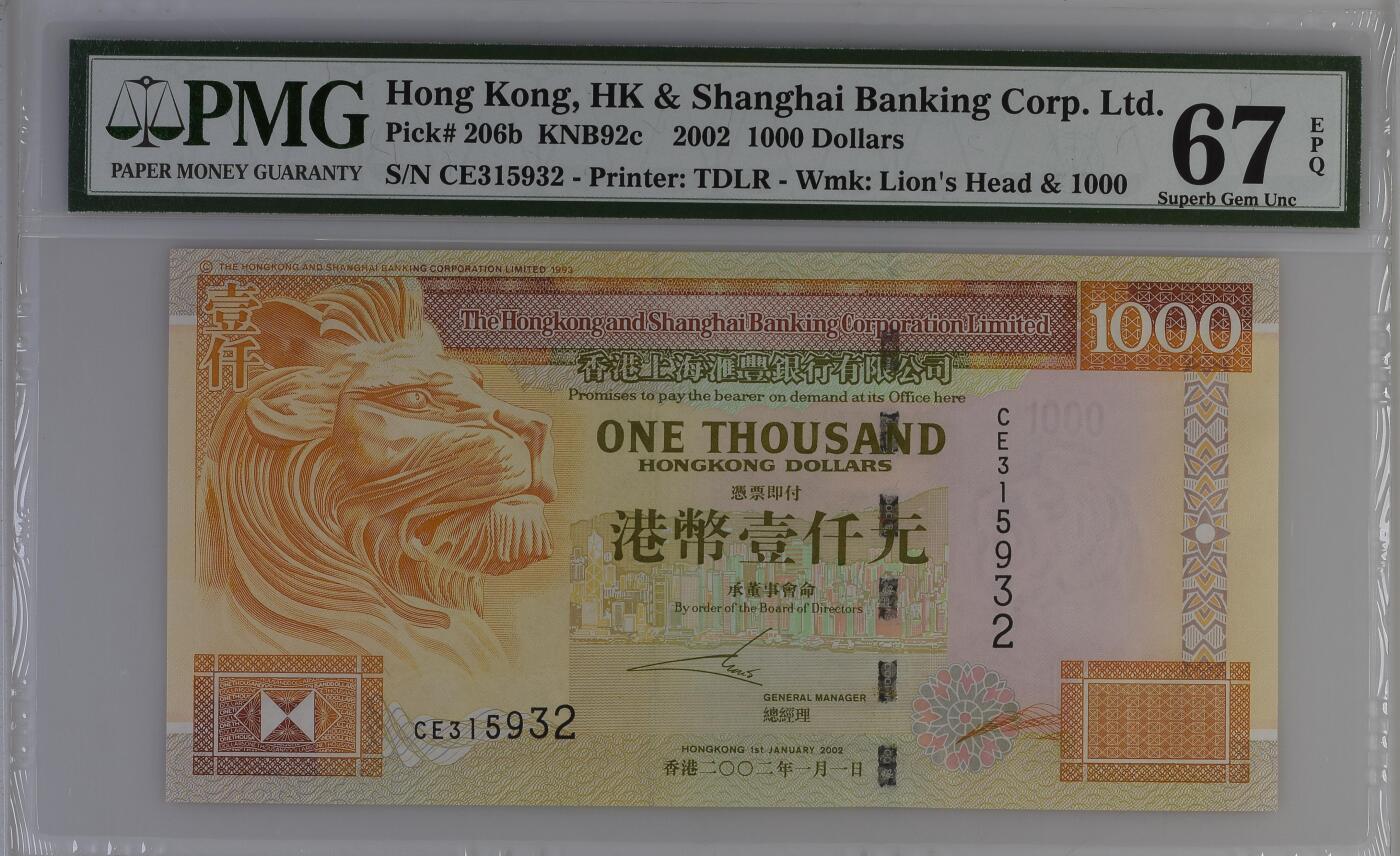 PMG
PAPER MONEY GUARANTY
Hong Kong, HK & Shanghai Banking Corp. Ltd.
Pick# 206b KNB92c 2002 1000 Dollars
S/N CE315932 - Printer: TDLR - Wmk: Lion's Head & 1000
67
EPQ
Superb Gem Unc
© THE HONGKONG AND SHANGHAI BANKING CORPORATION LIMITED 1993
壹仟
The Hongkong and Shanghai Banking Corporation Limited
1000
香港上海滙豐銀行有限公司
Promises to pay the bearer on demand at its Office here
1000
ONE THOUSAND
HONGKONG DOLLARS
憑票即付
港幣壹仟元
CE315932
承董事會命
By order of the Board of Directors
GENERAL MANAGER
總經理
CE315932
HONGKONG 1st JANUARY 2002
香港二〇〇二年一月一日